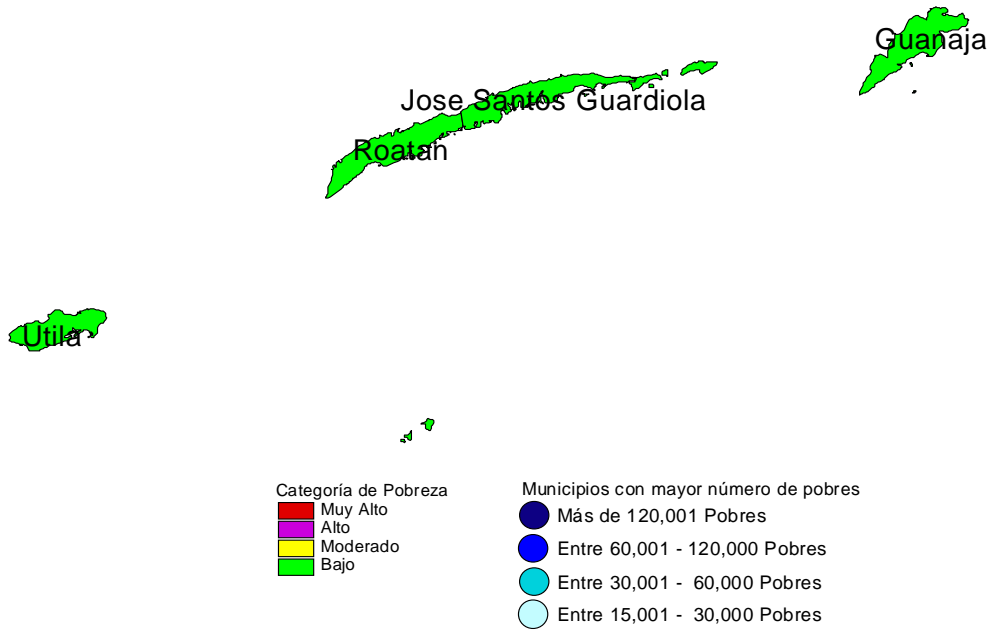 Guanaja
Jose Santos Guardiola
Roatan
Utila
Categoría de Pobreza
Muy Alto
Alto
Moderado
Bajo
Municipios con mayor número de pobres
Más de 120,001 Pobres
Entre 60,001 - 120,000 Pobres
Entre 30,001 - 60,000 Pobres
Entre 15,001 - 30,000 Pobres